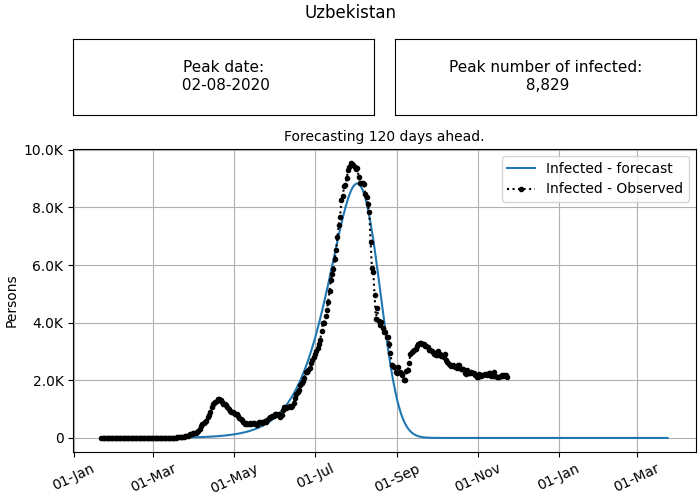 Uzbekistan
Peak date:
02-08-2020
Peak number of infected:
8,829
Forecasting 120 days ahead.
10.0K
8.0K
6.0K
4.0K
2.0K
0
Persons
Infected - forecast
Infected - Observed
01-Jan
01-Mar
01-May
01-Jul
01-Sep
01-Nov
01-Jan
01-Mar